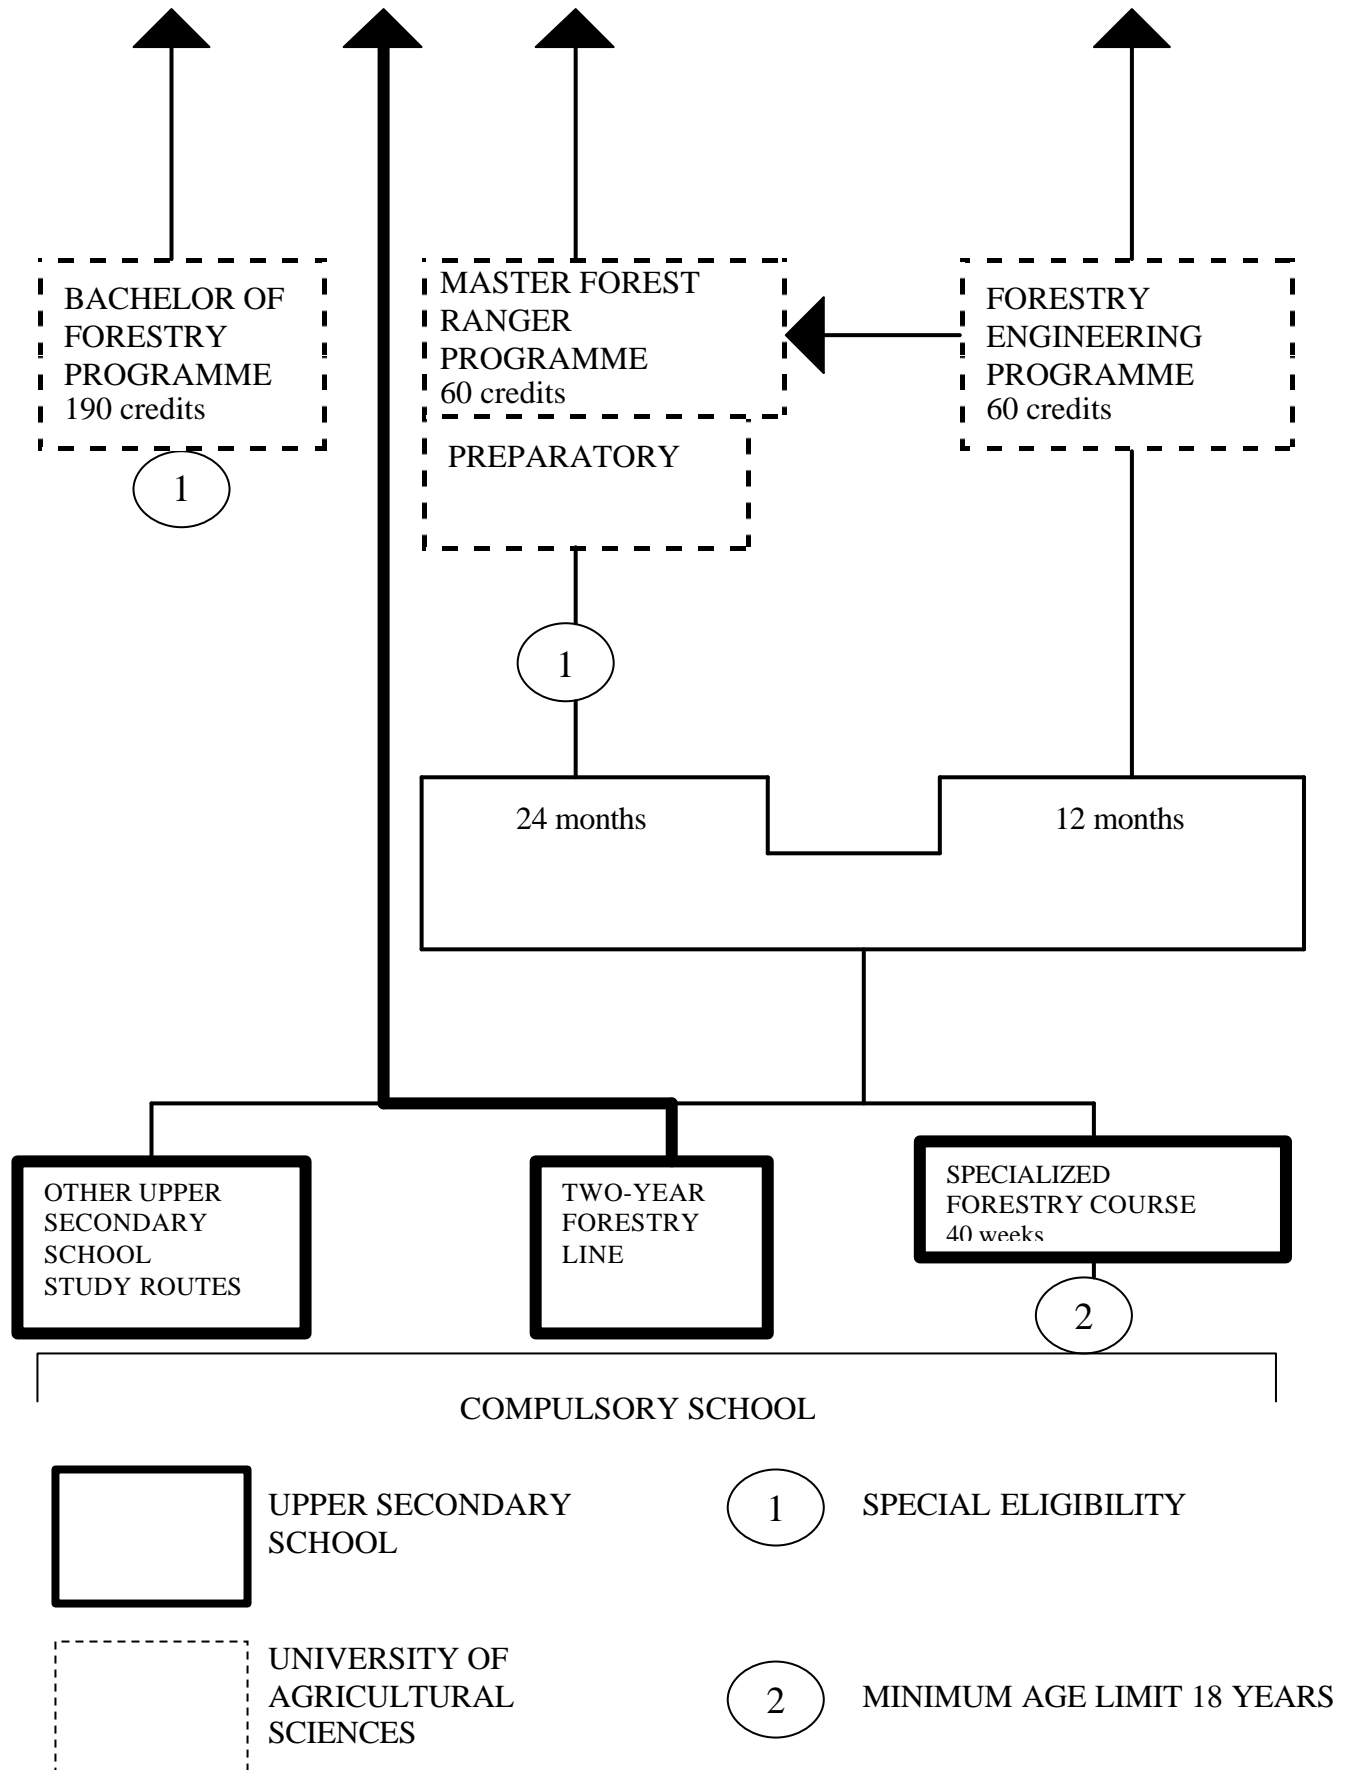 BACHELOR OF
FORESTRY
PROGRAMME
190 credits
1
MASTER FOREST
RANGER
PROGRAMME
60 credits
PREPARATORY
1
FORESTRY
ENGINEERING
PROGRAMME
60 credits
24 months
12 months
OTHER UPPER
SECONDARY
SCHOOL
STUDY ROUTES
TWO-YEAR
FORESTRY
LINE
SPECIALIZED
FORESTRY COURSE
40 weeks
2
COMPULSORY SCHOOL
UPPER SECONDARY
SCHOOL
1
SPECIAL ELIGIBILITY
UNIVERSITY OF
AGRICULTURAL
SCIENCES
2
MINIMUM AGE LIMIT 18 YEARS